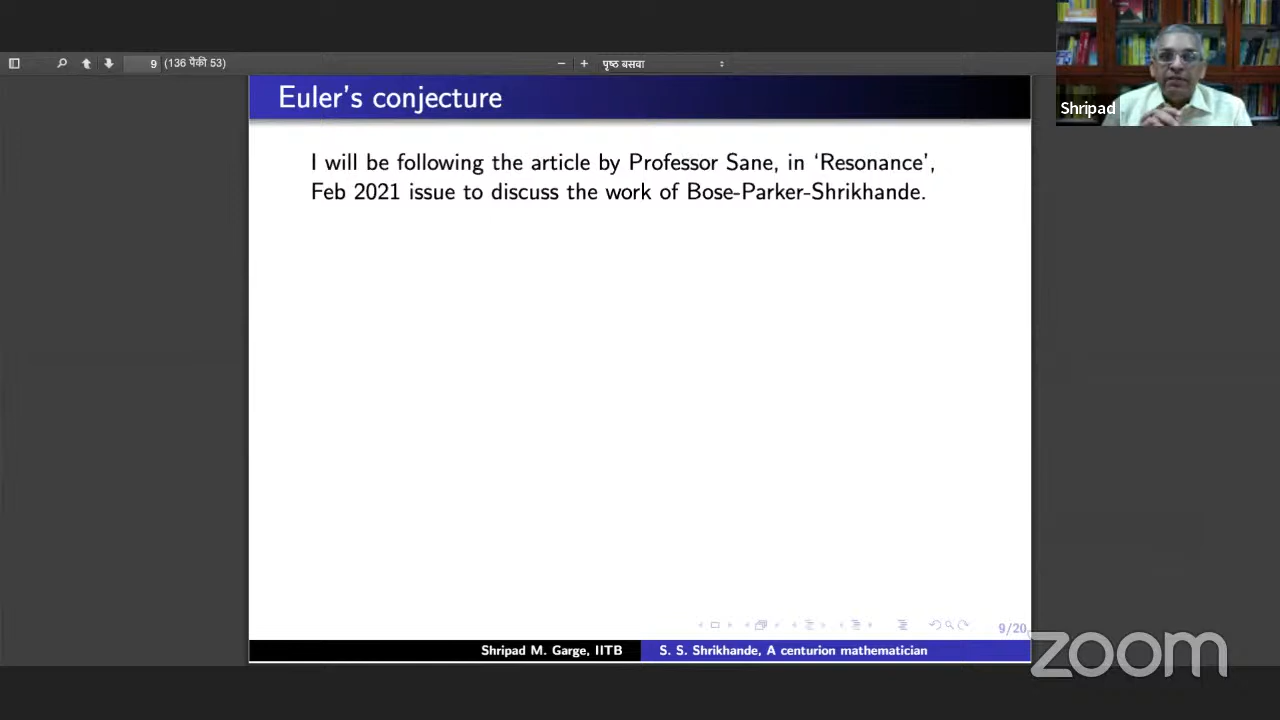 9 (136 पैकी 53)
− + पृष्ठ बसवा
Shripad
Euler's conjecture
I will be following the article by Professor Sane, in ‘Resonance’,
Feb 2021 issue to discuss the work of Bose-Parker-Shrikhande.
9/20
Shripad M. Garge, IITB S. S. Shrikhande, A centurion mathematician
zoom